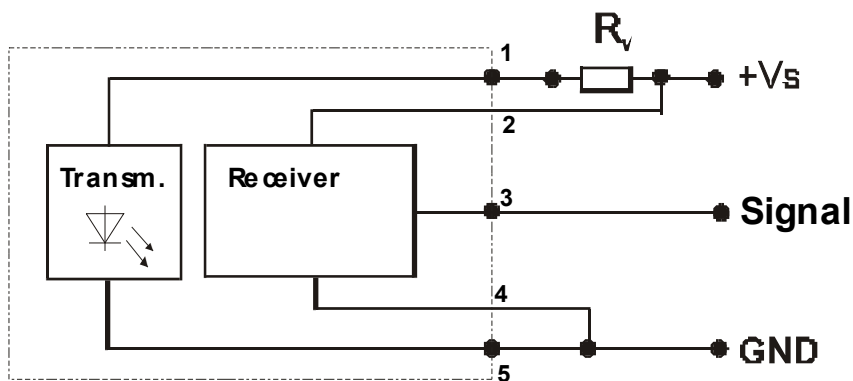 1
Rv
+Vs
2
Transm.
Receiver
3
Signal
4
GND
5